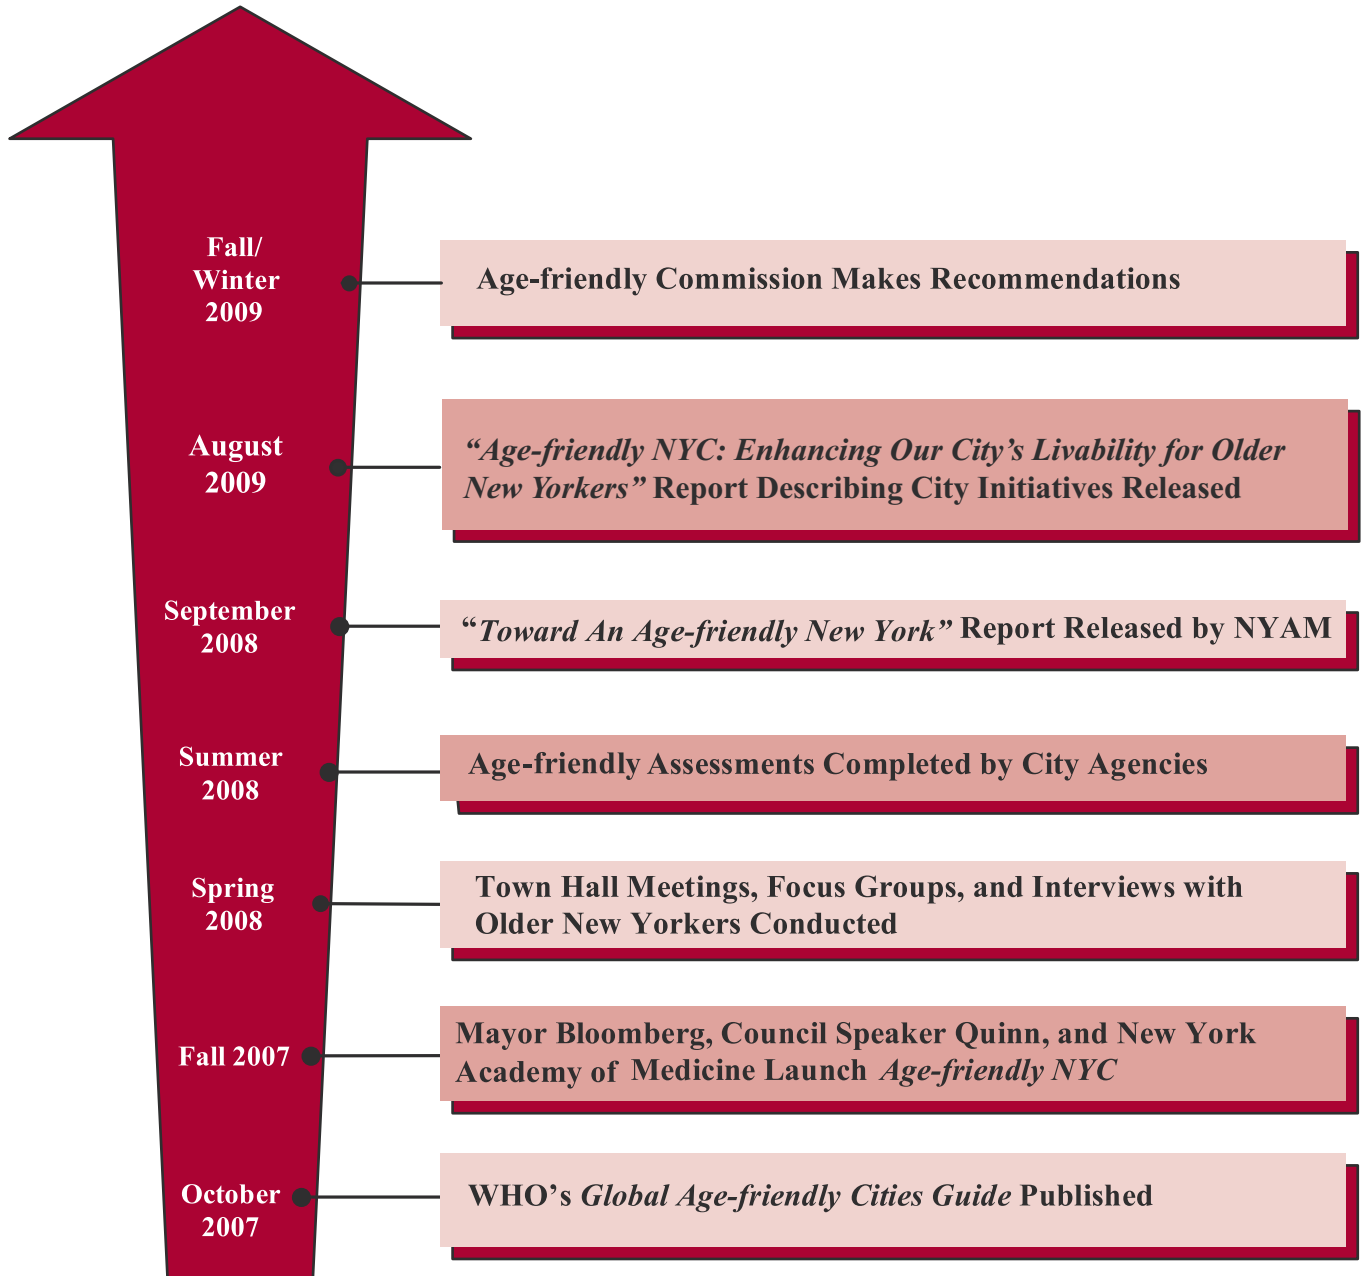 Fall/
Winter
2009
Age-friendly Commission Makes Recommendations
August
2009
“Age-friendly NYC: Enhancing Our City’s Livability for Older
New Yorkers” Report Describing City Initiatives Released
September
2008
“Toward An Age-friendly New York” Report Released by NYAM
Summer
2008
Age-friendly Assessments Completed by City Agencies
Spring
2008
Town Hall Meetings, Focus Groups, and Interviews with
Older New Yorkers Conducted
Fall 2007
Mayor Bloomberg, Council Speaker Quinn, and New York
Academy of Medicine Launch Age-friendly NYC
October
2007
WHO’s Global Age-friendly Cities Guide Published